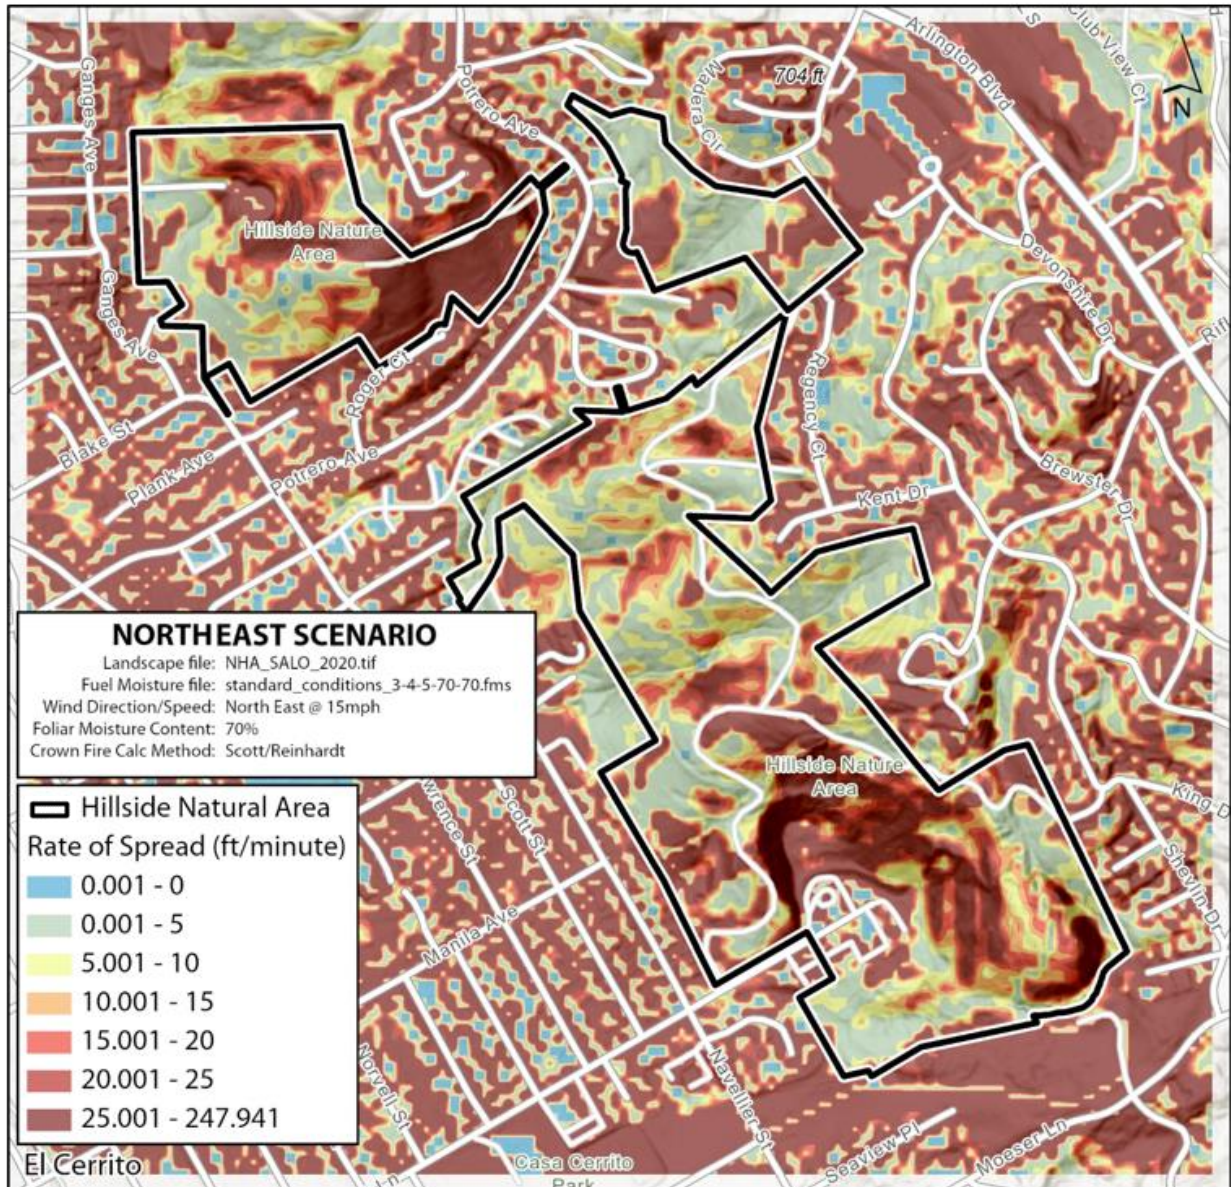 Club View Ct
Arlington Blvd
704 ft
Madera Cir
Potrero Ave
Ganges Ave
N
Hillside Nature
Area
Devonshire Dr
Ganges Ave
Roger Ct
Regency Ct
Blake St
Plank Ave
Potrero Ave
Kent Dr
Brewster Dr
NORTHEAST SCENARIO
Landscape file: NHA_SALO_2020.tif
Fuel Moisture file: standard_conditions_3-4-5-70-70.fms
Wind Direction/Speed: North East @ 15mph
Foliar Moisture Content: 70%
Crown Fire Calc Method: Scott/Reinhardt
Hillside Nature
Area
King D
Shevlin Dr
wrence St
Scott St
Manila Ave
Hillside Natural Area
Rate of Spread (ft/minute)
0.001 - 0
0.001 - 5
5.001 - 10
10.001 - 15
15.001 - 20
20.001 - 25
25.001 - 247.941
Norvell St
Navellier St
Seaview Pl
Moeser Ln
El Cerrito
Casa Cerrito
Park